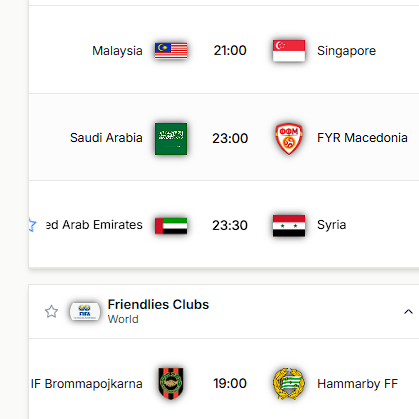 Malaysia 21:00 Singapore
Saudi Arabia 23:00 FYR Macedonia
ed Arab Emirates 23:30 Syria
Friendlies Clubs
World
IF Brommapojkarna 19:00 Hammarby FF